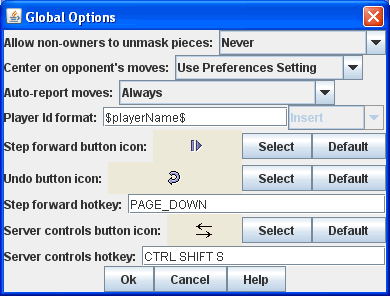 Global Options
Allow non-owners to unmask pieces: Never
Center on opponent's moves: Use Preferences Setting
Auto-report moves: Always
Player Id format: $playerName$ Insert
Step forward button icon: Select Default
Undo button icon: Select Default
Step forward hotkey: PAGE_DOWN
Server controls button icon: Select Default
Server controls hotkey: CTRL SHIFT S
Ok Cancel Help